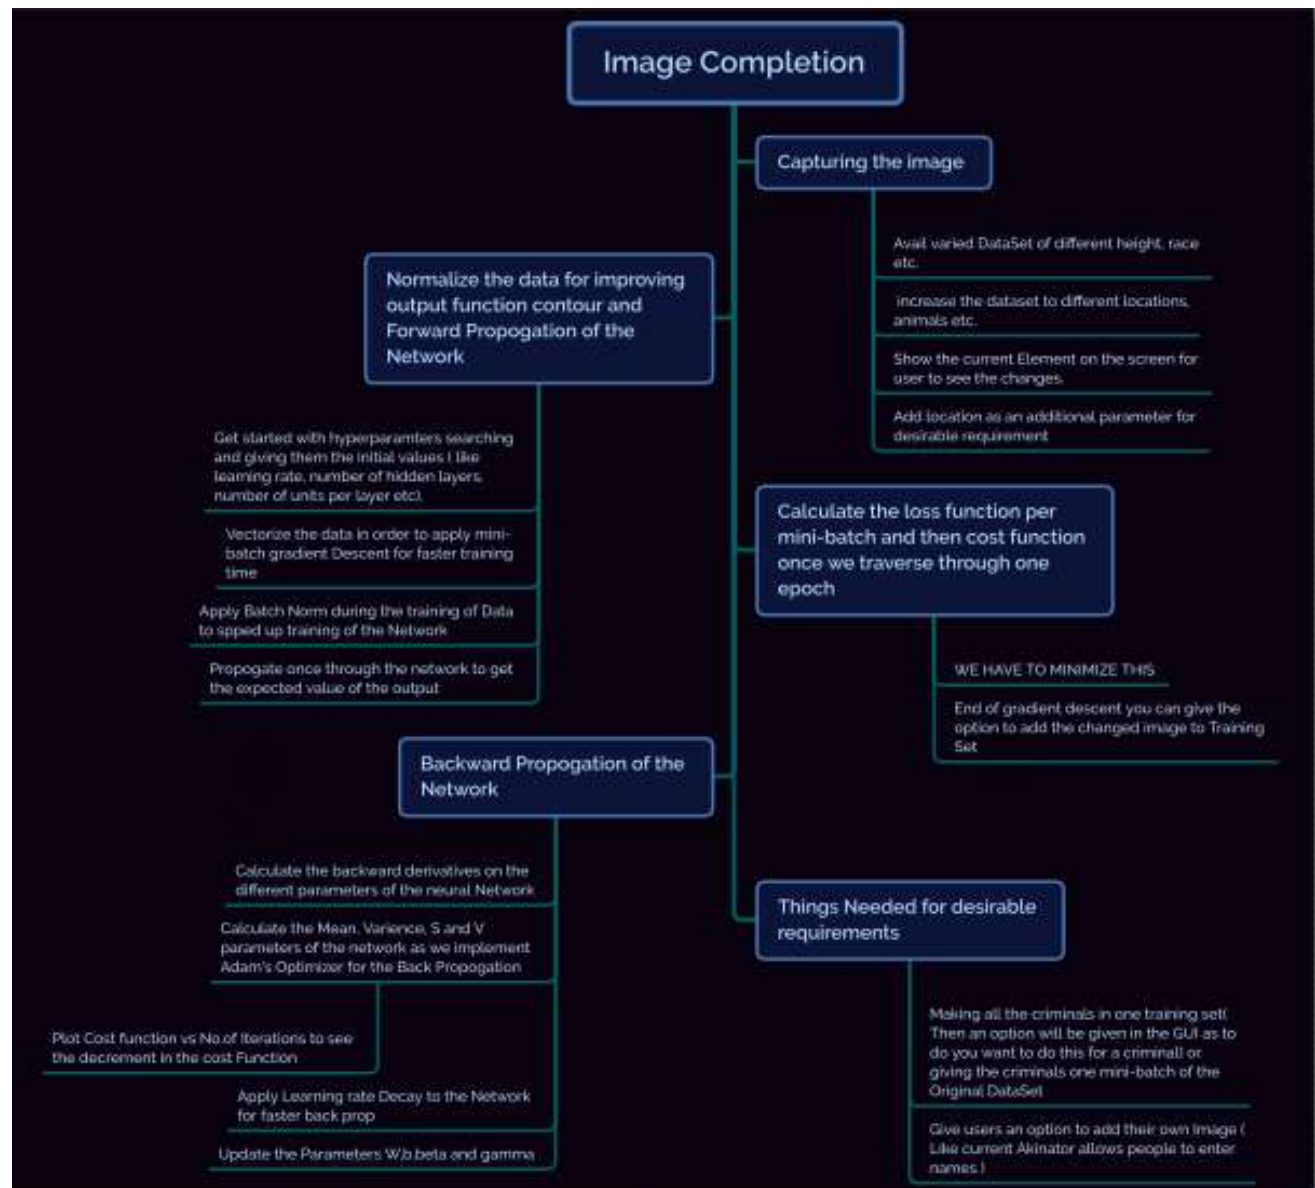 Image Completion
Capturing the image
Avail varied DataSet of different height, race
etc.
increase the dataset to different locations,
animals etc.
Show the current Element on the screen for
user to see the changes.
Add location as an additional parameter for
desirable requirement
Normalize the data for improving
output function contour and
Forward Propogation of the
Network
Get started with hyperparamters searching
and giving them the initial values ( like
learning rate, number of hidden layers,
number of units per layer etc).
Vectorize the data in order to apply mini-
batch gradient Descent for faster training
time
Apply Batch Norm during the training of Data
to spped up training of the Network
Propogate once through the network to get
the expected value of the output
Calculate the loss function per
mini-batch and then cost function
once we traverse through one
epoch
WE HAVE TO MINIMIZE THIS
End of gradient descent you can give the
option to add the changed image to Training
Set
Backward Propogation of the
Network
Calculate the backward derivatives on the
different parameters of the neural Network
Calculate the Mean, Varience, S and V
parameters of the network as we implement
Adam's Optimizer for the Back Propogation
Plot Cost function vs No.of Iterations to see
the decrement in the cost Function
Apply Learning rate Decay to the Network
for faster back prop
Update the Parameters W,b,beta and gamma
Things Needed for desirable
requirements
Making all the criminals in one training set(
Then an option will be given in the GUI as to
do you want to do this for a criminal) or
giving the criminals one mini-batch of the
Original DataSet
Give users an option to add their own Image (
Like current Akinator allows people to enter
names )